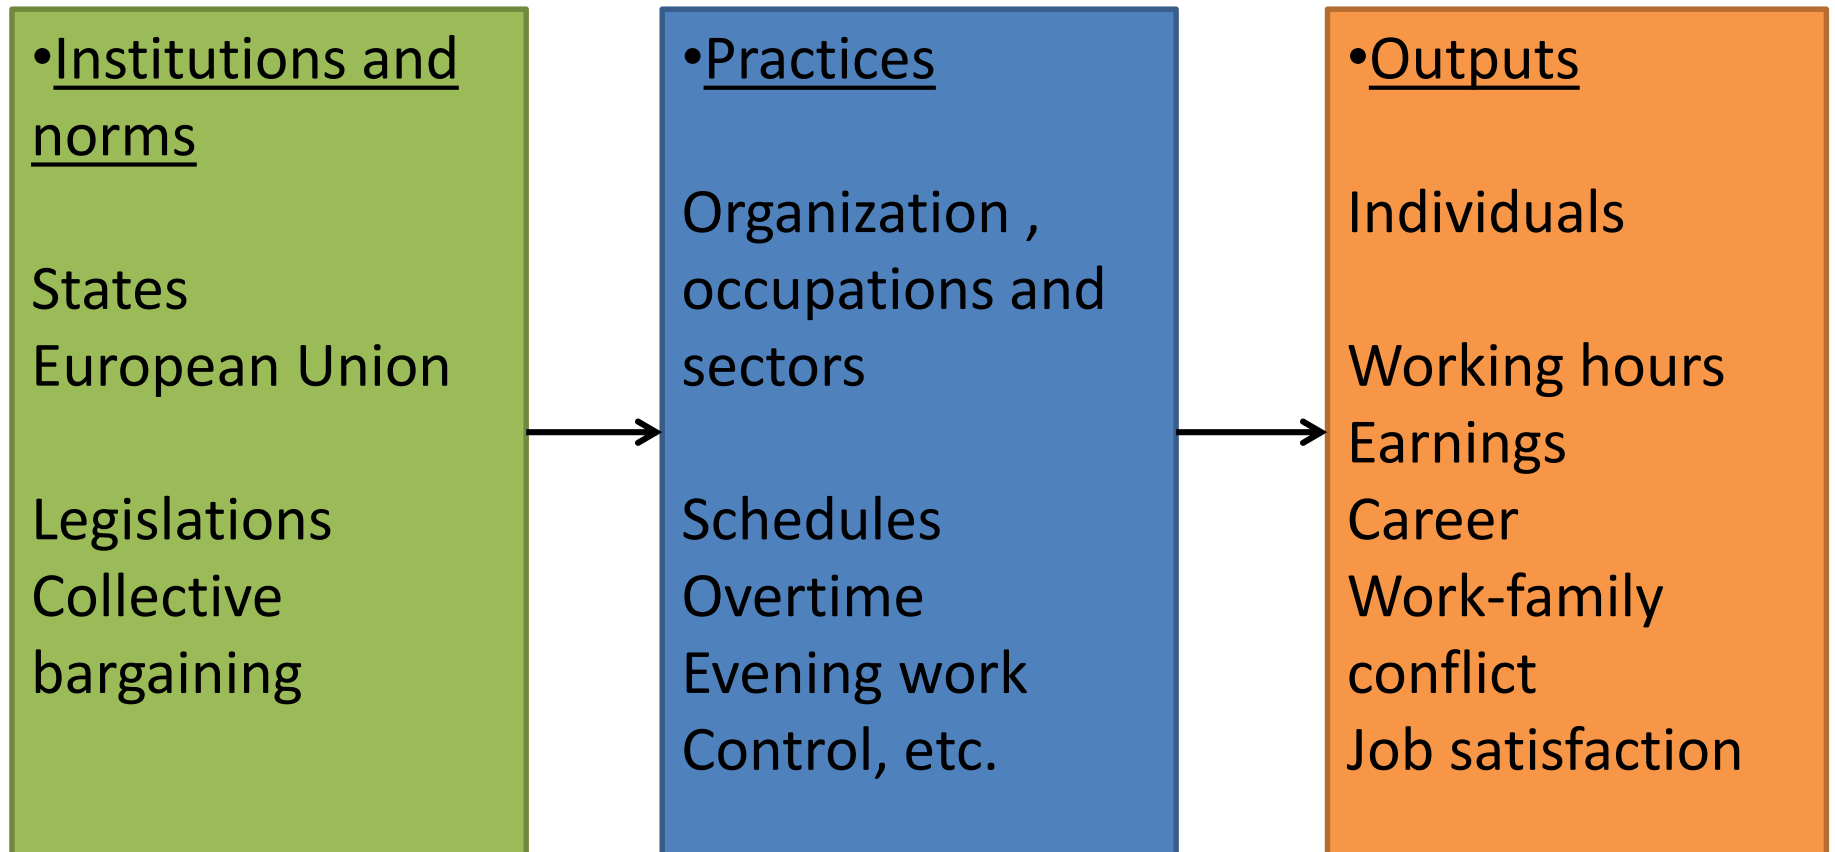 •Institutions and
norms
States
European Union
Legislations
Collective
bargaining
•Practices
Organization ,
occupations and
sectors
Schedules
Overtime
Evening work
Control, etc.
•Outputs
Individuals
Working hours
Earnings
Career
Work-family
conflict
Job satisfaction